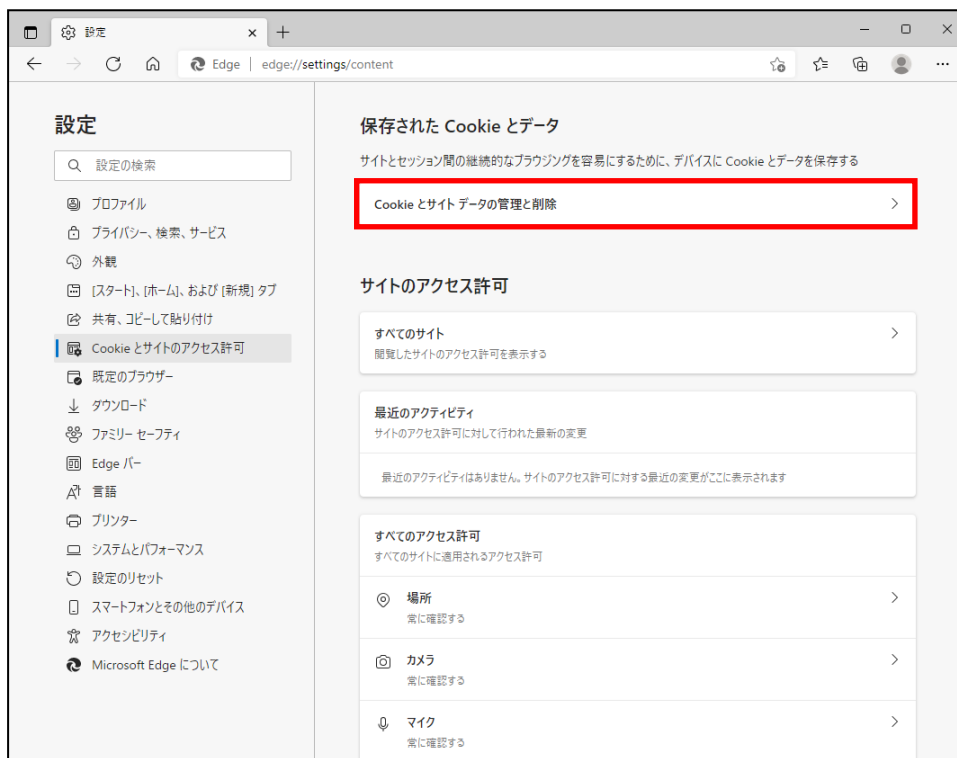 設定
Edge
edge://settings/content
設定
設定の検索
プロファイル
プライバシー、検索、サービス
外観
[スタート]、[ホーム]、および [新規] タブ
共有、コピーして貼り付け
Cookie とサイトのアクセス許可
既定のブラウザー
ダウンロード
ファミリー セーフティ
Edge バー
言語
プリンター
システムとパフォーマンス
設定のリセット
スマートフォンとその他のデバイス
アクセシビリティ
Microsoft Edge について
保存された Cookie とデータ
サイトとセッション間の継続的なブラウジングを容易にするために、デバイスに Cookie とデータを保存する
Cookie とサイト データの管理と削除
サイトのアクセス許可
すべてのサイト
閲覧したサイトのアクセス許可を表示する
最近のアクティビティ
サイトのアクセス許可に対して行われた最新の変更
最近のアクティビティはありません。サイトのアクセス許可に対する最近の変更がここに表示されます
すべてのアクセス許可
すべてのサイトに適用されるアクセス許可
場所
常に確認する
カメラ
常に確認する
マイク
常に確認する